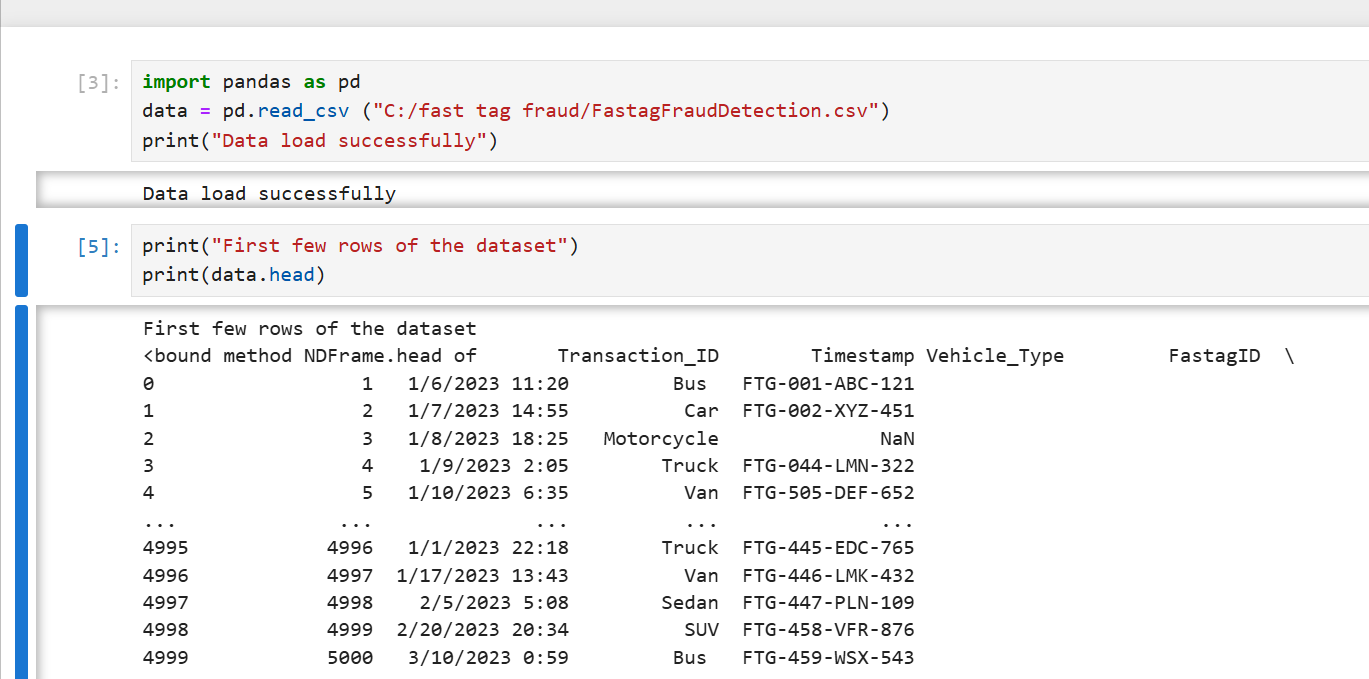 [3]: import pandas as pd
data = pd.read_csv ("C:/fast tag fraud/FastagFraudDetection.csv")
print("Data load successfully")
Data load successfully
[5]: print("First few rows of the dataset")
print(data.head)
First few rows of the dataset
<bound method NDFrame.head of       Transaction_ID        Timestamp Vehicle_Type         FastagID  \
0                  1   1/6/2023 11:20         Bus   FTG-001-ABC-121
1                  2   1/7/2023 14:55          Car  FTG-002-XYZ-451
2                  3   1/8/2023 18:25   Motorcycle              NaN
3                  4    1/9/2023 2:05        Truck  FTG-044-LMN-322
4                  5   1/10/2023 6:35          Van  FTG-505-DEF-652
...              ...              ...          ...              ...
4995            4996   1/1/2023 22:18        Truck  FTG-445-EDC-765
4996            4997  1/17/2023 13:43          Van  FTG-446-LMK-432
4997            4998    2/5/2023 5:08        Sedan  FTG-447-PLN-109
4998            4999  2/20/2023 20:34          SUV  FTG-458-VFR-876
4999            5000   3/10/2023 0:59         Bus   FTG-459-WSX-543